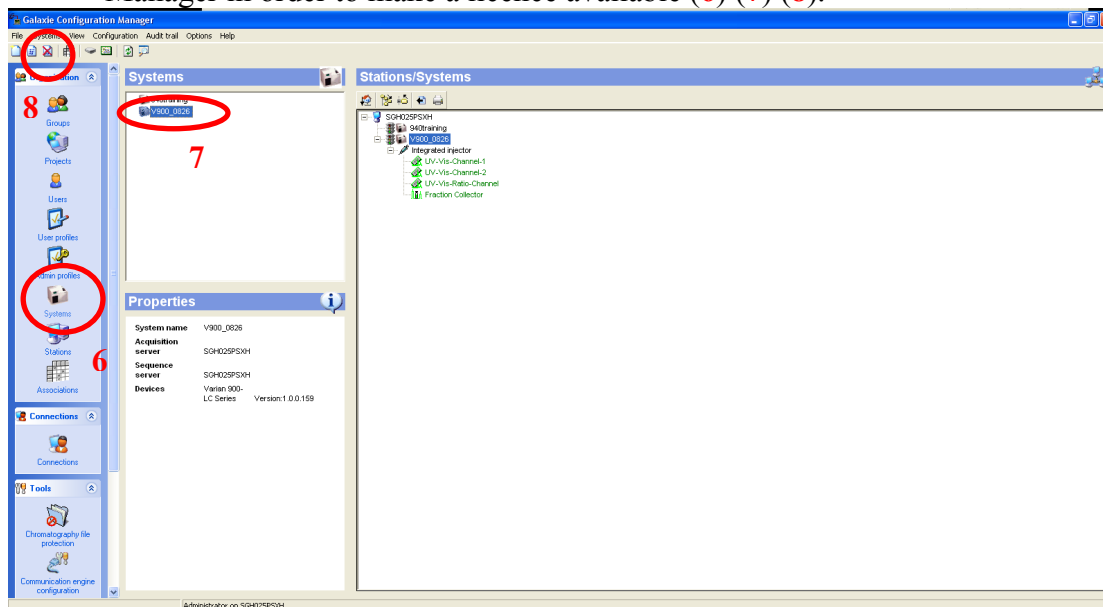 Manager in order to make a licence available (6) (7) (8).
Galaxie Configuration Manager
File Systems View Configuration Audit trail Options Help
Organisation
8
Groups
Projects
Users
User profiles
Admin profiles
Systems
Stations
6
Associations
Connections
Connections
Tools
Chromatography file
protection
Communication engine
configuration
Systems
940training
V900_0826
7
Properties
System name V900_0826
Acquisition
server SGH025PSXH
Sequence
server SGH025PSXH
Devices Varian 900-
LC Series Version:1.0.0.159
Stations/Systems
SGH025PSXH
940training
V900_0826
Integrated injector
UV-Vis-Channel-1
UV-Vis-Channel-2
UV-Vis-Ratio-Channel
Fraction Collector
Administrator on SGH025PSXH